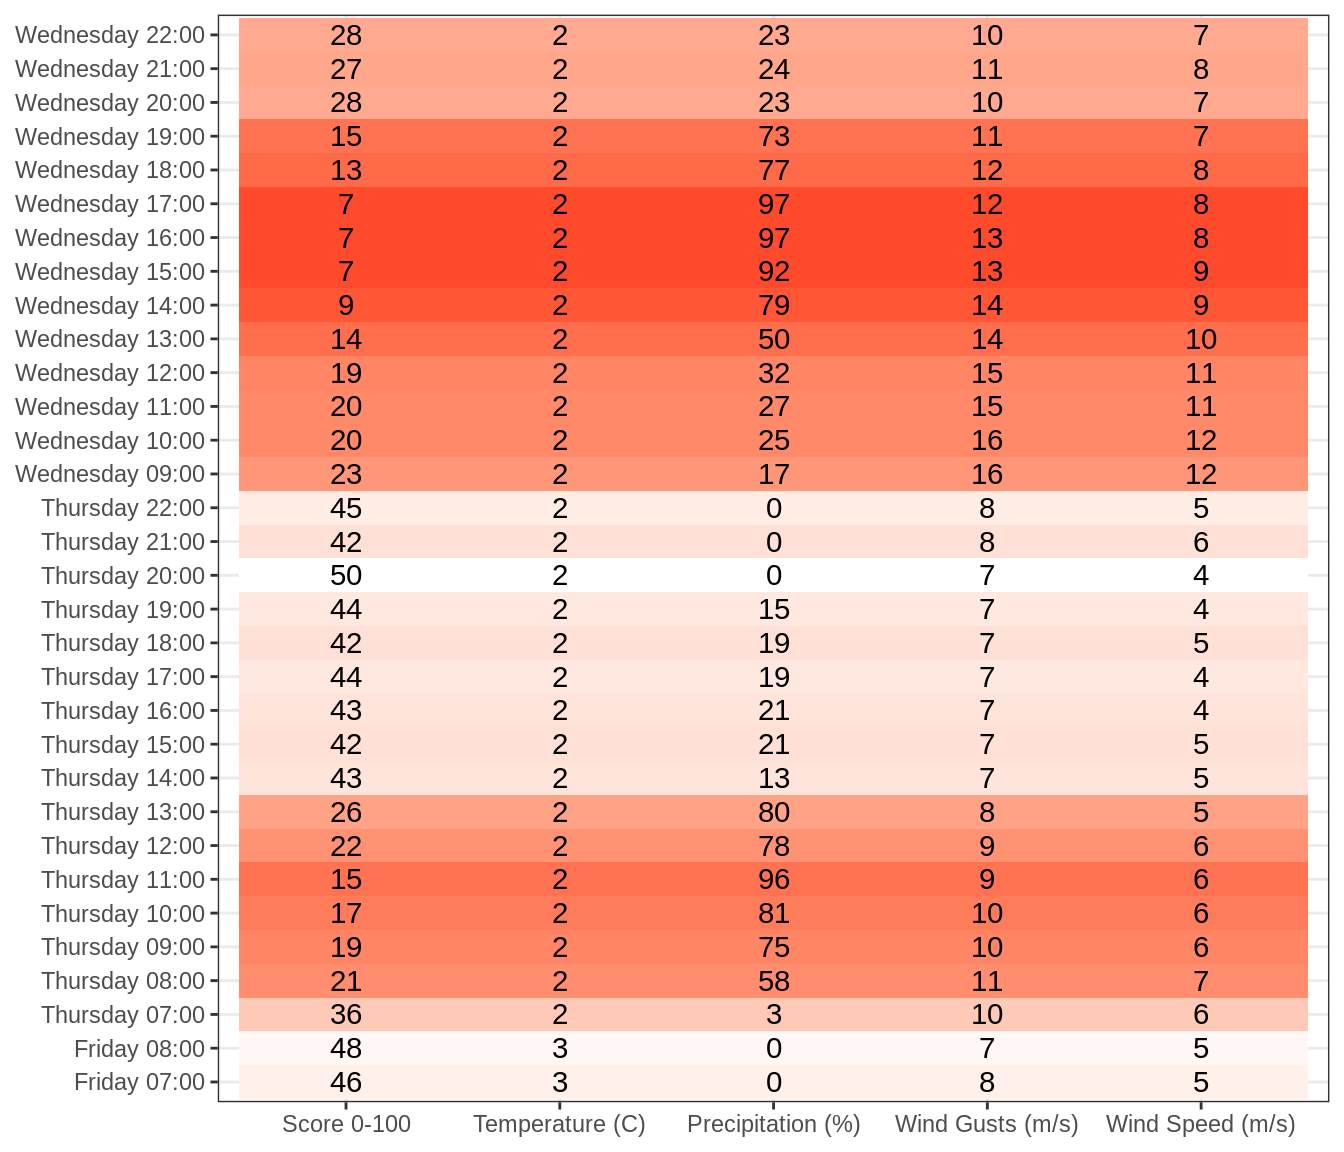 Wednesday 22:00 28 2 23 10 7
Wednesday 21:00 27 2 24 11 8
Wednesday 20:00 28 2 23 10 7
Wednesday 19:00 15 2 73 11 7
Wednesday 18:00 13 2 77 12 8
Wednesday 17:00 7 2 97 12 8
Wednesday 16:00 7 2 97 13 8
Wednesday 15:00 7 2 92 13 9
Wednesday 14:00 9 2 79 14 9
Wednesday 13:00 14 2 50 14 10
Wednesday 12:00 19 2 32 15 11
Wednesday 11:00 20 2 27 15 11
Wednesday 10:00 20 2 25 16 12
Wednesday 09:00 23 2 17 16 12
Thursday 22:00 45 2 0 8 5
Thursday 21:00 42 2 0 8 6
Thursday 20:00 50 2 0 7 4
Thursday 19:00 44 2 15 7 4
Thursday 18:00 42 2 19 7 5
Thursday 17:00 44 2 19 7 4
Thursday 16:00 43 2 21 7 4
Thursday 15:00 42 2 21 7 5
Thursday 14:00 43 2 13 7 5
Thursday 13:00 26 2 80 8 5
Thursday 12:00 22 2 78 9 6
Thursday 11:00 15 2 96 9 6
Thursday 10:00 17 2 81 10 6
Thursday 09:00 19 2 75 10 6
Thursday 08:00 21 2 58 11 7
Thursday 07:00 36 2 3 10 6
Friday 08:00 48 3 0 7 5
Friday 07:00 46 3 0 8 5
Score 0-100 Temperature (C) Precipitation (%) Wind Gusts (m/s) Wind Speed (m/s)